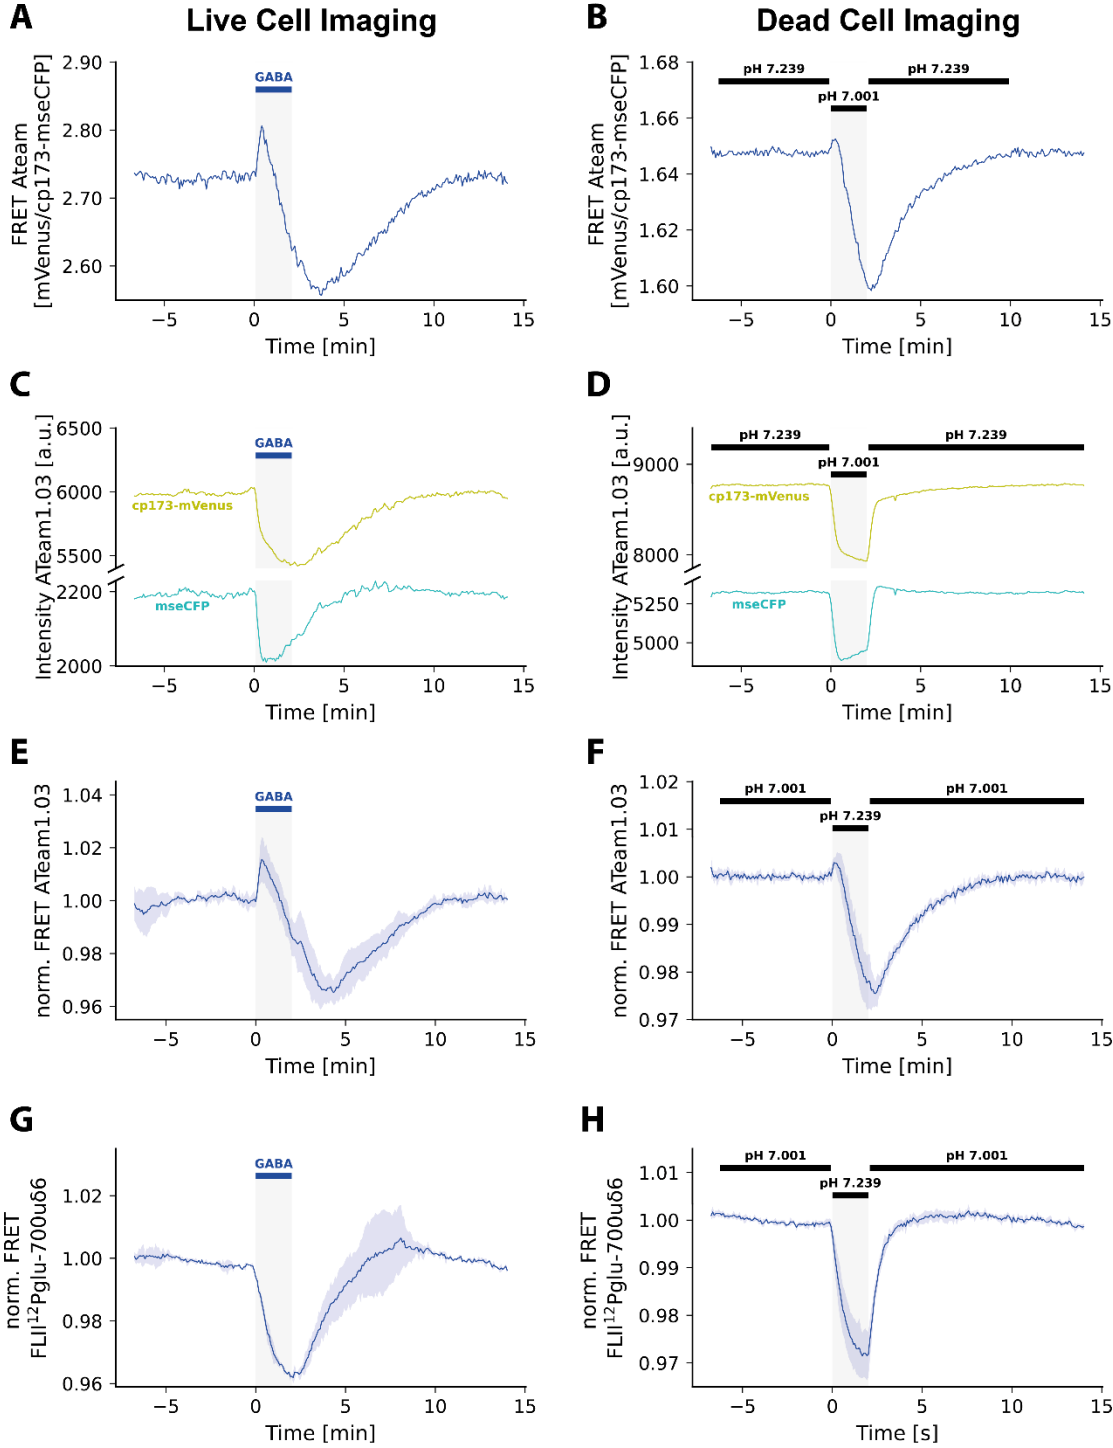 A
Live Cell Imaging
B
Dead Cell Imaging
FRET Ateam
[mVenus/cp173-mseCFP]
2.90
2.80
2.70
2.60
GABA
−5
0
5
10
15
Time [min]
FRET Ateam
[mVenus/cp173-mseCFP]
1.68
1.66
1.64
1.62
1.60
pH 7.239
pH 7.239
pH 7.001
−5
0
5
10
15
Time [min]
C
Intensity ATeam1.03 [a.u.]
6500
6000
5500
2200
2000
GABA
cp173-mVenus
mseCFP
−5
0
5
10
15
Time [min]
D
Intensity ATeam1.03 [a.u.]
9000
8000
5250
5000
pH 7.239
pH 7.239
pH 7.001
cp173-mVenus
mseCFP
−5
0
5
10
15
Time [min]
E
norm. FRET ATeam1.03
1.04
1.02
1.00
0.98
0.96
GABA
−5
0
5
10
15
Time [min]
F
norm. FRET ATeam1.03
1.02
1.01
1.00
0.99
0.98
0.97
pH 7.001
pH 7.001
pH 7.239
−5
0
5
10
15
Time [min]
G
norm. FRET
FLII¹²Pglu-700uδ6
1.02
1.00
0.98
0.96
GABA
−5
0
5
10
15
Time [min]
H
norm. FRET
FLII¹²Pglu-700uδ6
1.01
1.00
0.99
0.98
0.97
pH 7.001
pH 7.001
pH 7.239
−5
0
5
10
15
Time [s]